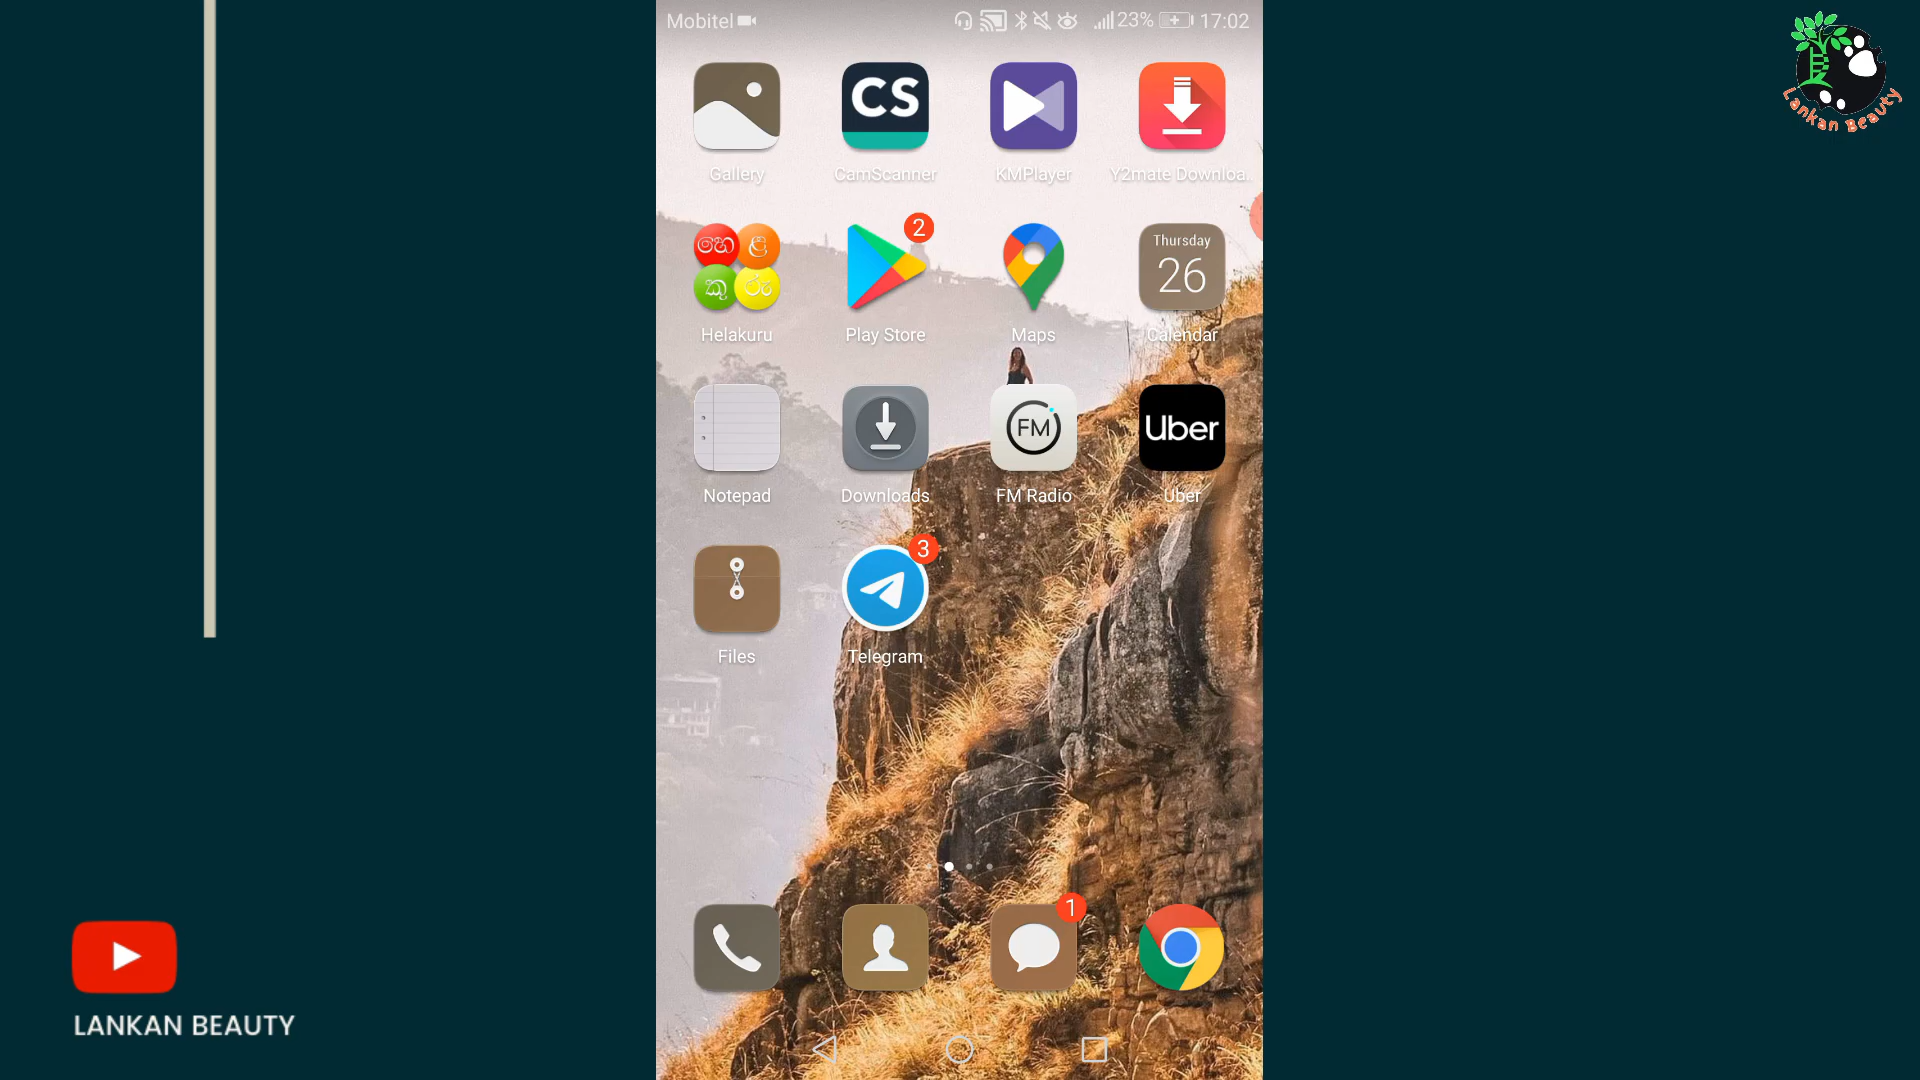 Mobitel 23% 17:02
Lankan Beauty
CS
Gallery CamScanner KMPlayer Y2mate Downloa..
හෙ ළ කු රු
2
Thursday
26
Helakuru Play Store Maps Calendar
FM
Uber
Notepad Downloads FM Radio Uber
3
Files Telegram
1
LANKAN BEAUTY